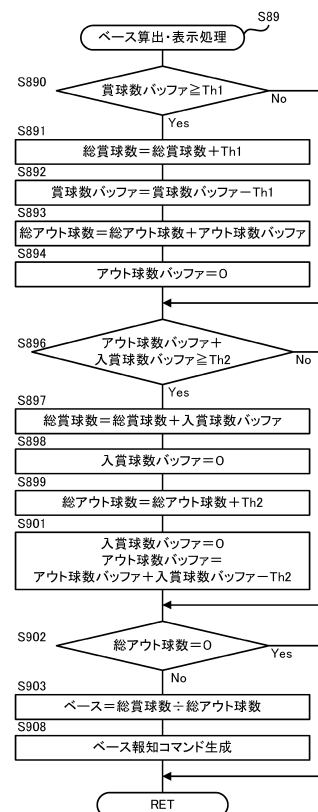 S89
ベース算出・表示処理
S890
賞球数バッファ≧Th1
No
Yes
S891
総賞球数=総賞球数+Th1
S892
賞球数バッファ=賞球数バッファ-Th1
S893
総アウト球数=総アウト球数+アウト球数バッファ
S894
アウト球数バッファ=0
S896
アウト球数バッファ+
入賞球数バッファ≧Th2
No
Yes
S897
総賞球数=総賞球数+入賞球数バッファ
S898
入賞球数バッファ=0
S899
総アウト球数=総アウト球数+Th2
S901
入賞球数バッファ=0
アウト球数バッファ=
アウト球数バッファ+入賞球数バッファ-Th2
S902
総アウト球数=0
Yes
No
S903
ベース=総賞球数÷総アウト球数
S908
ベース報知コマンド生成
RET